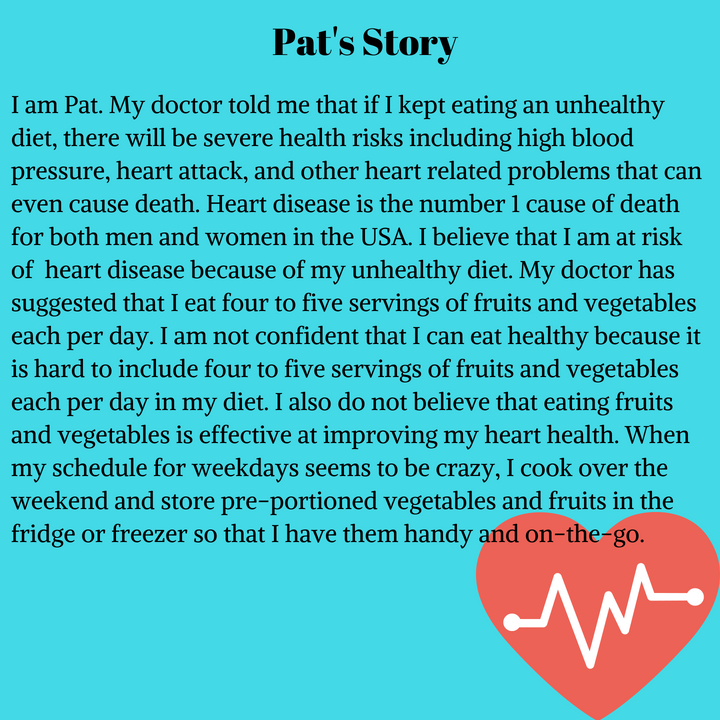 Pat's Story
I am Pat. My doctor told me that if I kept eating an unhealthy
diet, there will be severe health risks including high blood
pressure, heart attack, and other heart related problems that can
even cause death. Heart disease is the number 1 cause of death
for both men and women in the USA. I believe that I am at risk
of  heart disease because of my unhealthy diet. My doctor has
suggested that I eat four to five servings of fruits and vegetables
each per day. I am not confident that I can eat healthy because it
is hard to include four to five servings of fruits and vegetables
each per day in my diet. I also do not believe that eating fruits
and vegetables is effective at improving my heart health. When
my schedule for weekdays seems to be crazy, I cook over the
weekend and store pre-portioned vegetables and fruits in the
fridge or freezer so that I have them handy and on-the-go.